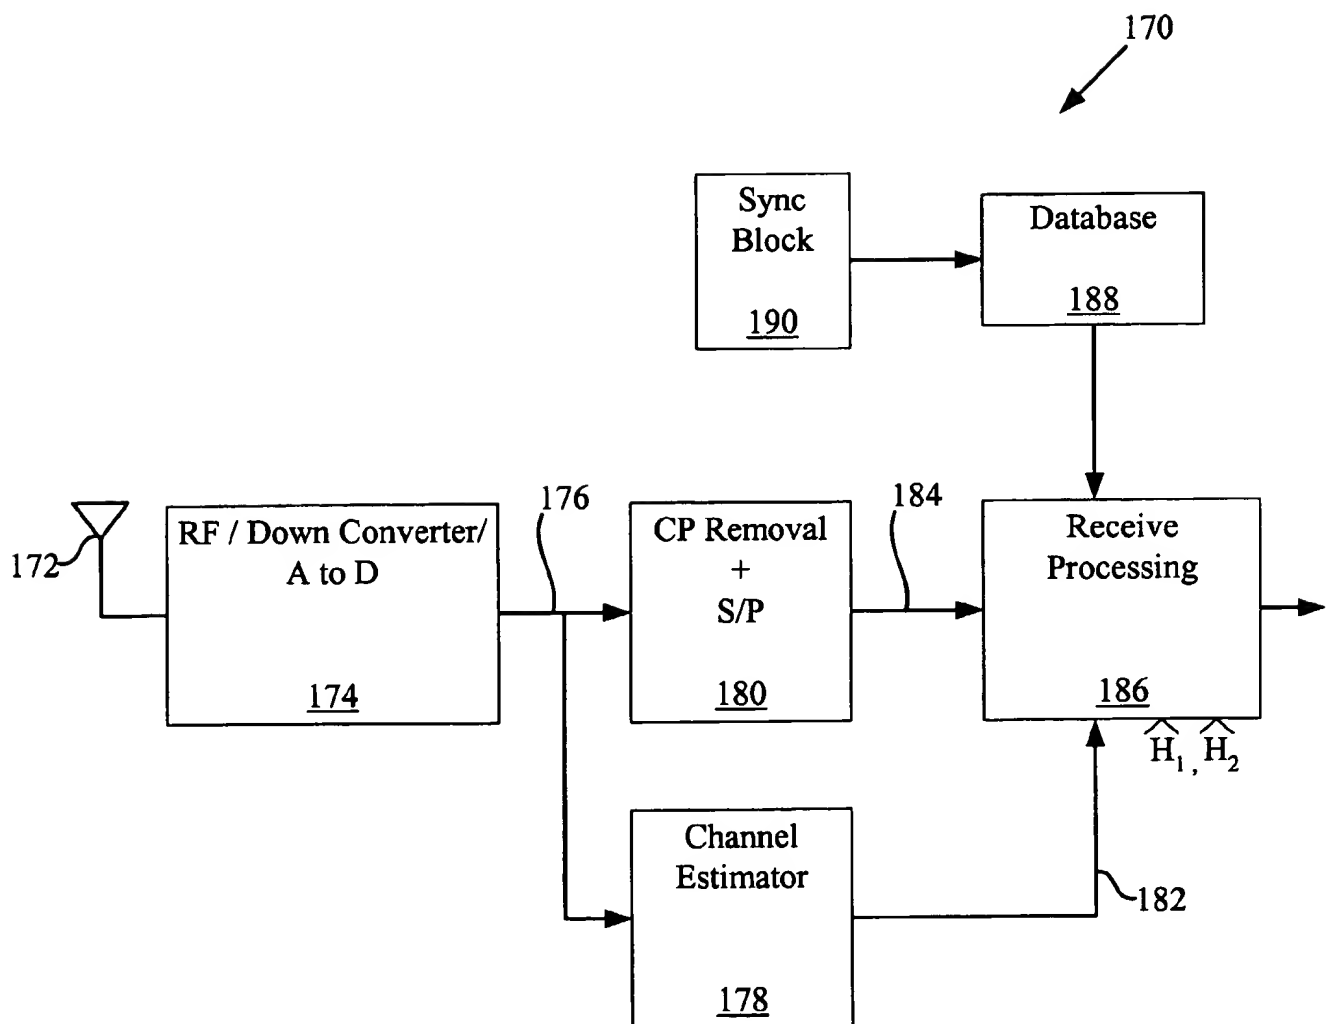 170
Sync
Block
190
Database
188
172
RF / Down Converter/
A to D
174
176
CP Removal
+
S/P
180
184
Receive
Processing
186
Ĥ₁, Ĥ₂
Channel
Estimator
178
182